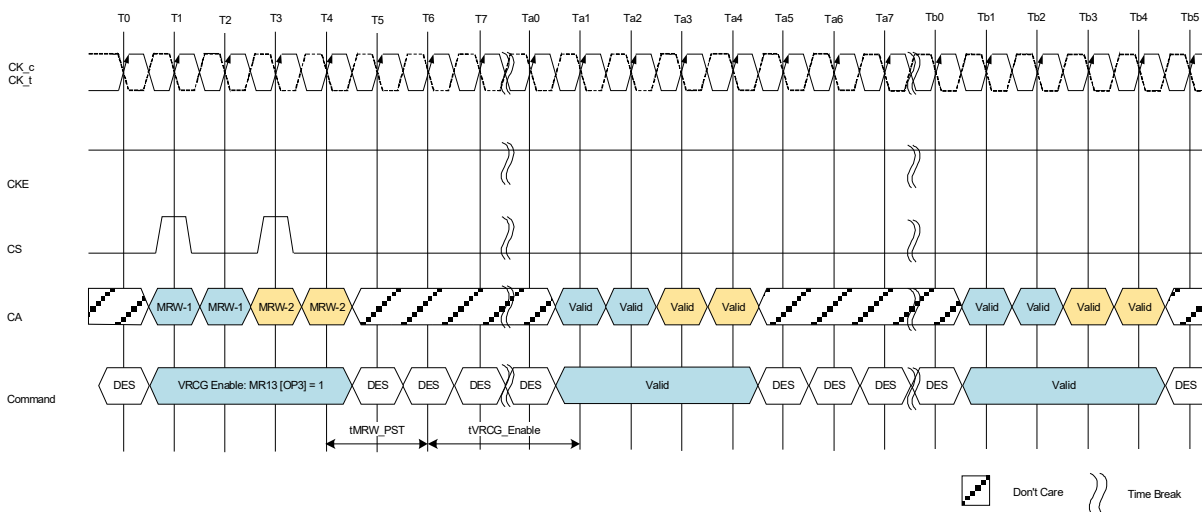 T0 T1 T2 T3 T4 T5 T6 T7 Ta0 Ta1 Ta2 Ta3 Ta4 Ta5 Ta6 Ta7 Tb0 Tb1 Tb2 Tb3 Tb4 Tb5
CK_c
CK_t
CKE
CS
CA MRW-1 MRW-1 MRW-2 MRW-2 Valid Valid Valid Valid Valid Valid Valid Valid
Command DES VRCG Enable: MR13 [OP3] = 1 DES DES DES DES Valid DES DES DES DES Valid DES
tMRW_PST tVRCG_Enable
Don't Care Time Break